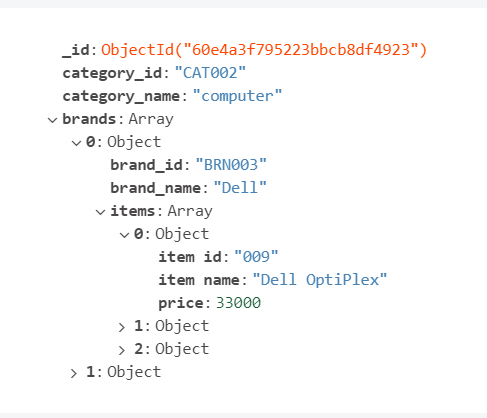 _id: ObjectId("60e4a3f795223bbcb8df4923")
category_id: "CAT002"
category_name: "computer"
brands: Array
0: Object
brand_id: "BRN003"
brand_name: "Dell"
items: Array
0: Object
item id: "009"
item name: "Dell OptiPlex"
price: 33000
1: Object
2: Object
1: Object